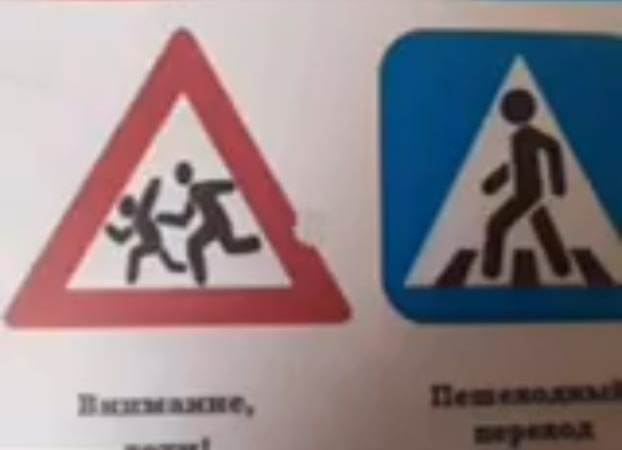 Внимание,
Пешеходный
переход